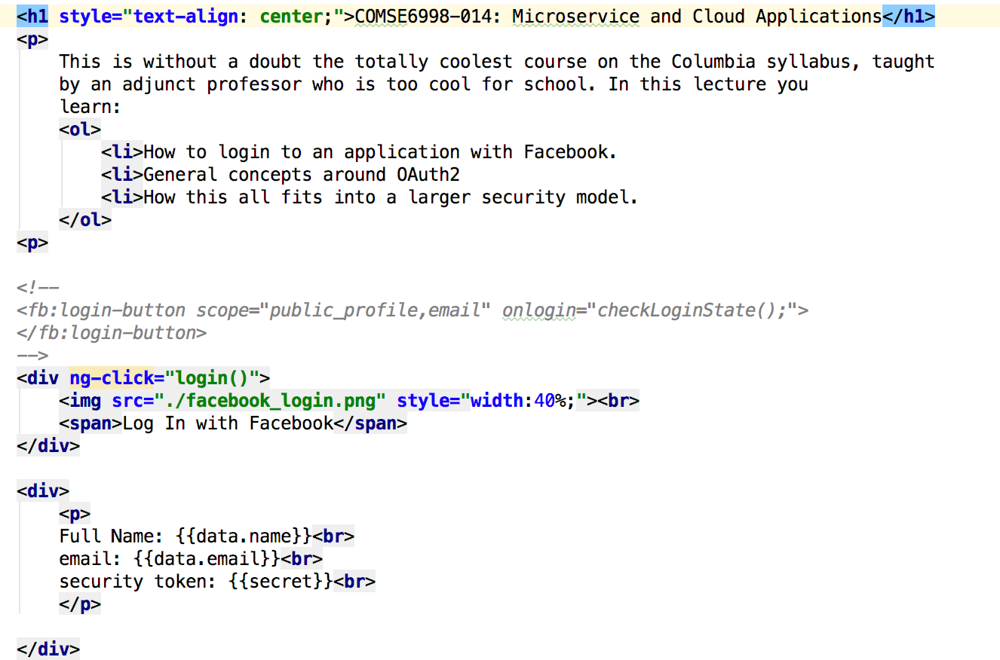 <h1 style="text-align: center;">COMSE6998-014: Microservice and Cloud Applications</h1>
<p>
    This is without a doubt the totally coolest course on the Columbia syllabus, taught
    by an adjunct professor who is too cool for school. In this lecture you
    learn:
    <ol>
        <li>How to login to an application with Facebook.
        <li>General concepts around OAuth2
        <li>How this all fits into a larger security model.
    </ol>
<p>

<!--
<fb:login-button scope="public_profile,email" onlogin="checkLoginState();">
</fb:login-button>
-->
<div ng-click="login()">
    <img src="./facebook_login.png" style="width:40%;"><br>
    <span>Log In with Facebook</span>
</div>

<div>
    <p>
    Full Name: {{data.name}}<br>
    email: {{data.email}}<br>
    security token: {{secret}}<br>
    </p>

</div>